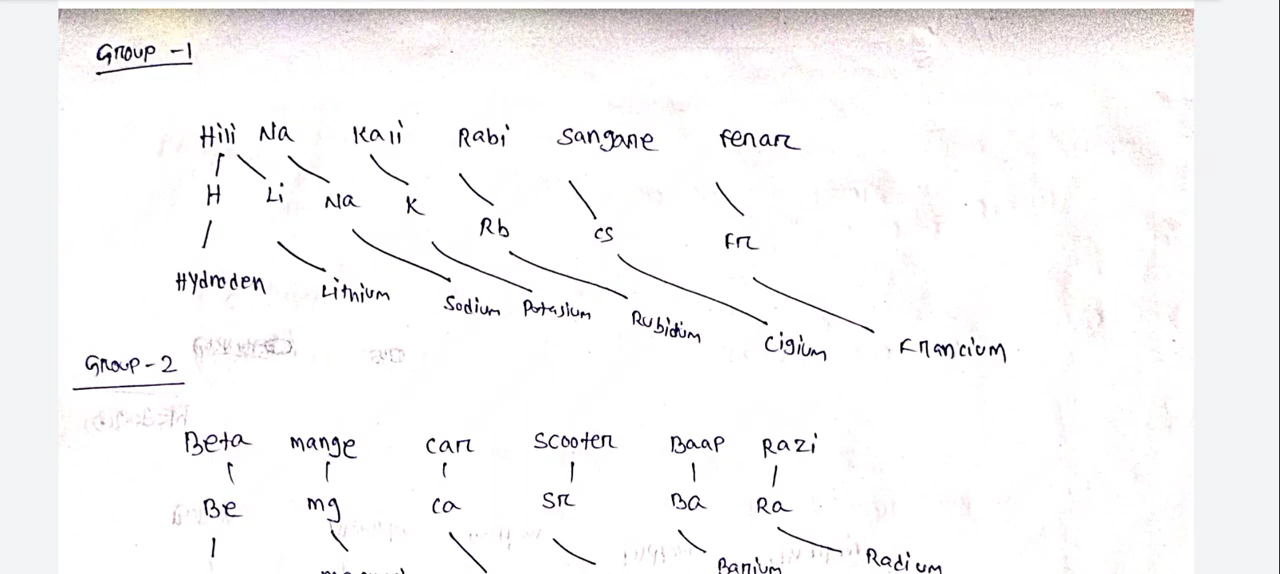 Group -1
Hili Na Kali Rabi Sangane Fenar
H Li Na K Rb Cs Fr
Hydroden Lithium Sodium Potasium Rubidium Cigium Francium
Group-2
Beta mange car Scooter Baap Razi
Be mg ca Sr Ba Ra
Barium Radium